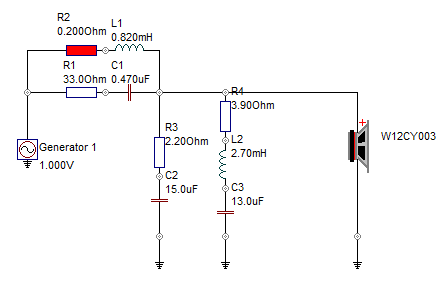 R2
0.200Ohm
L1
0.820mH
R1
33.0Ohm
C1
0.470uF
R4
3.90Ohm
R3
2.20Ohm
L2
2.70mH
C2
15.0uF
C3
13.0uF
Generator 1
1.000V
+
W12CY003